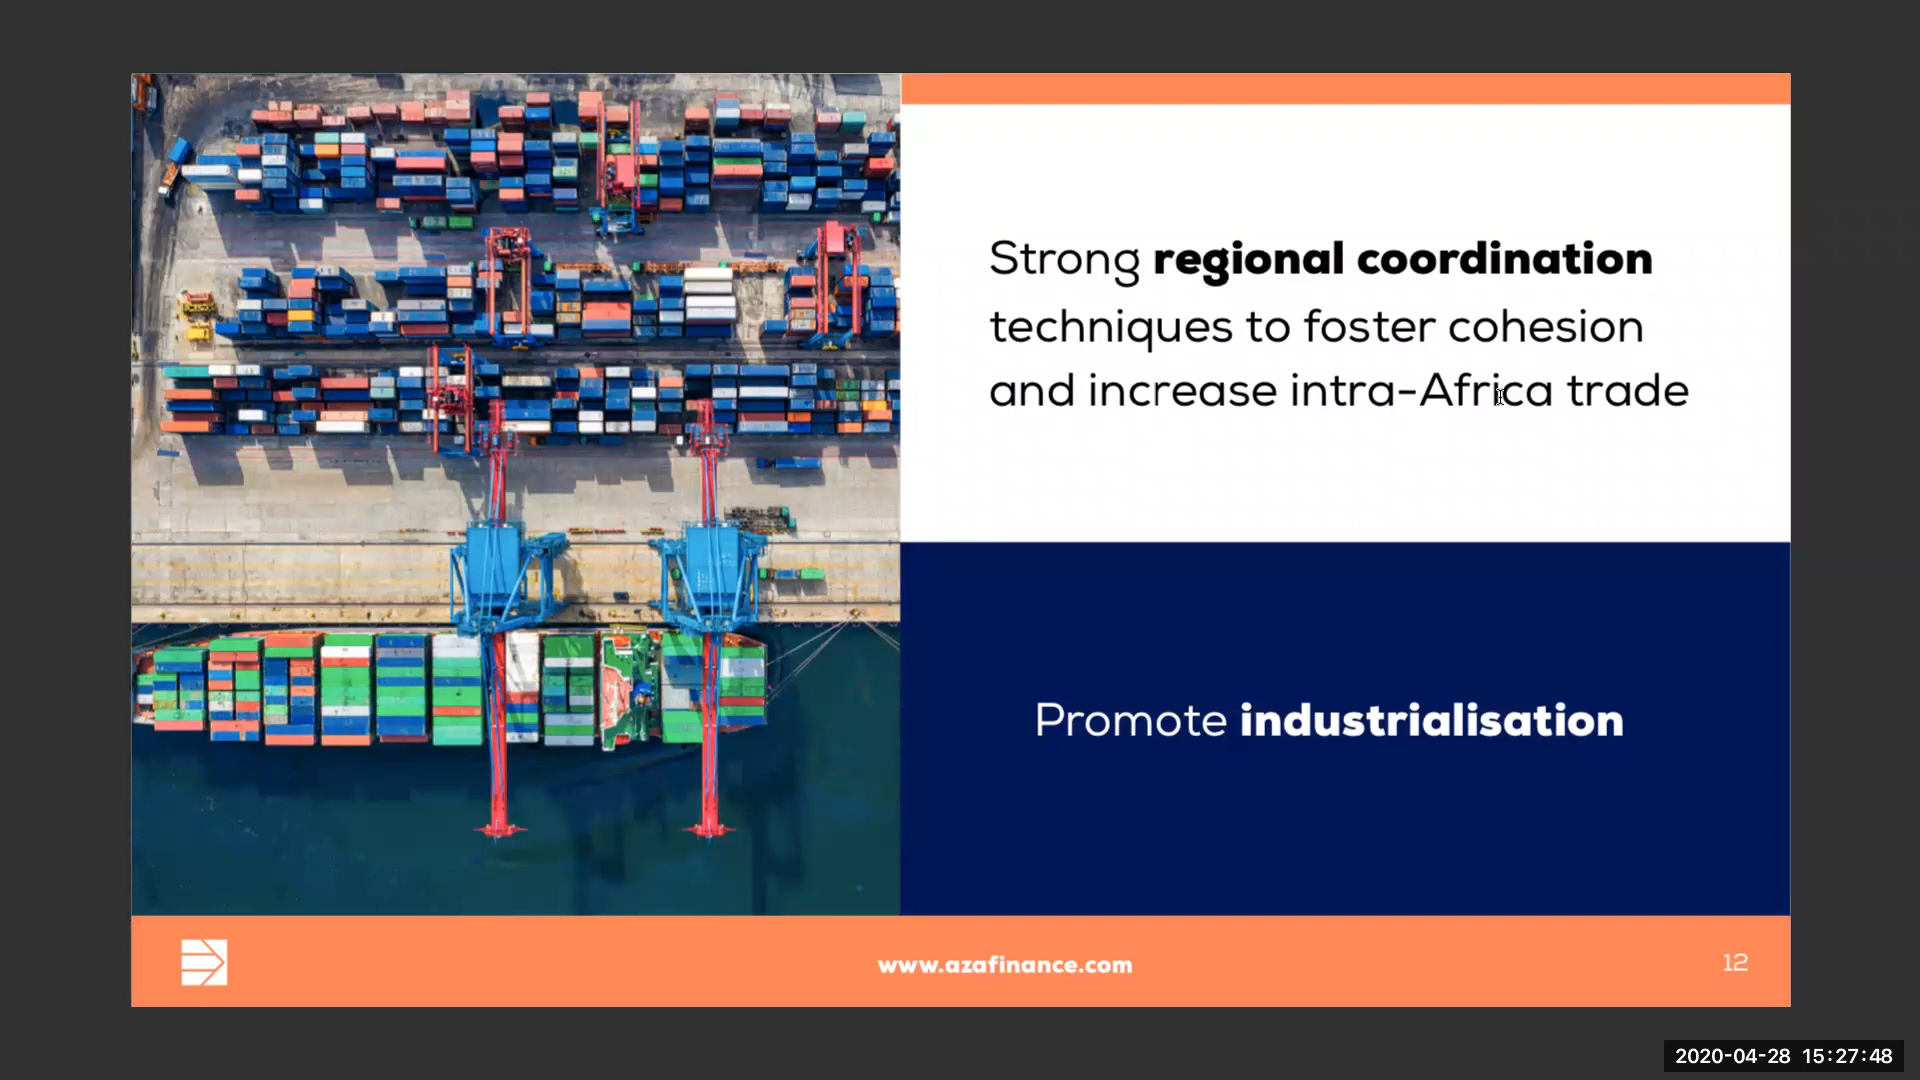 Strong regional coordination
techniques to foster cohesion
and increase intra-Africa trade
Promote industrialisation
www.azafinance.com
12
2020-04-28 15:27:48